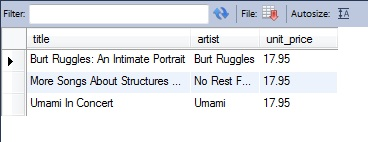 Filter: File: Autosize:
title artist unit_price
Burt Ruggles: An Intimate Portrait Burt Ruggles 17.95
More Songs About Structures ... No Rest F... 17.95
Umami In Concert Umami 17.95